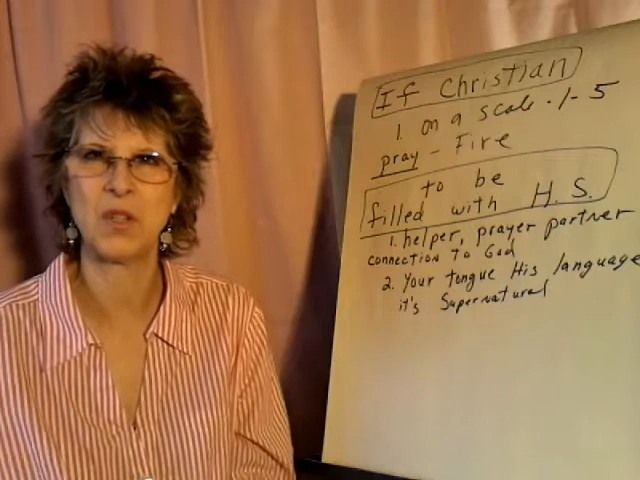 If Christian
1. on a scale . 1-5
pray - Fire
to be
filled with H.S.
1. helper, prayer partner
connection to God
2. Your tongue His language
it's Supernatural